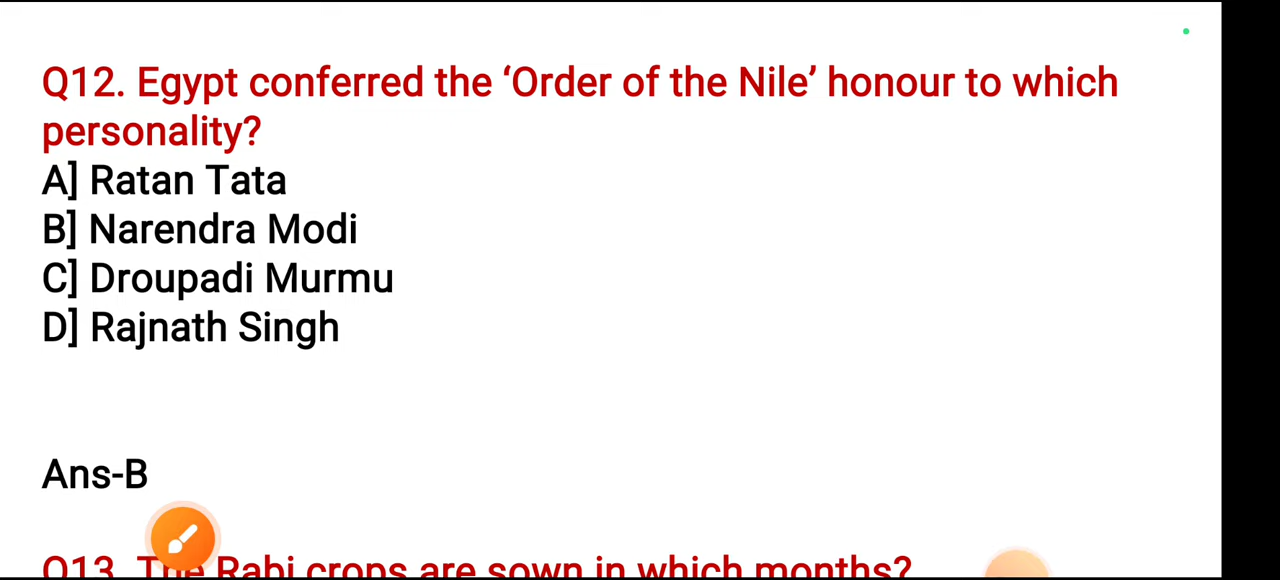 Q12. Egypt conferred the ‘Order of the Nile’ honour to which
personality?
A] Ratan Tata
B] Narendra Modi
C] Droupadi Murmu
D] Rajnath Singh
Ans-B
Q13. The Rabi crops are sown in which months?